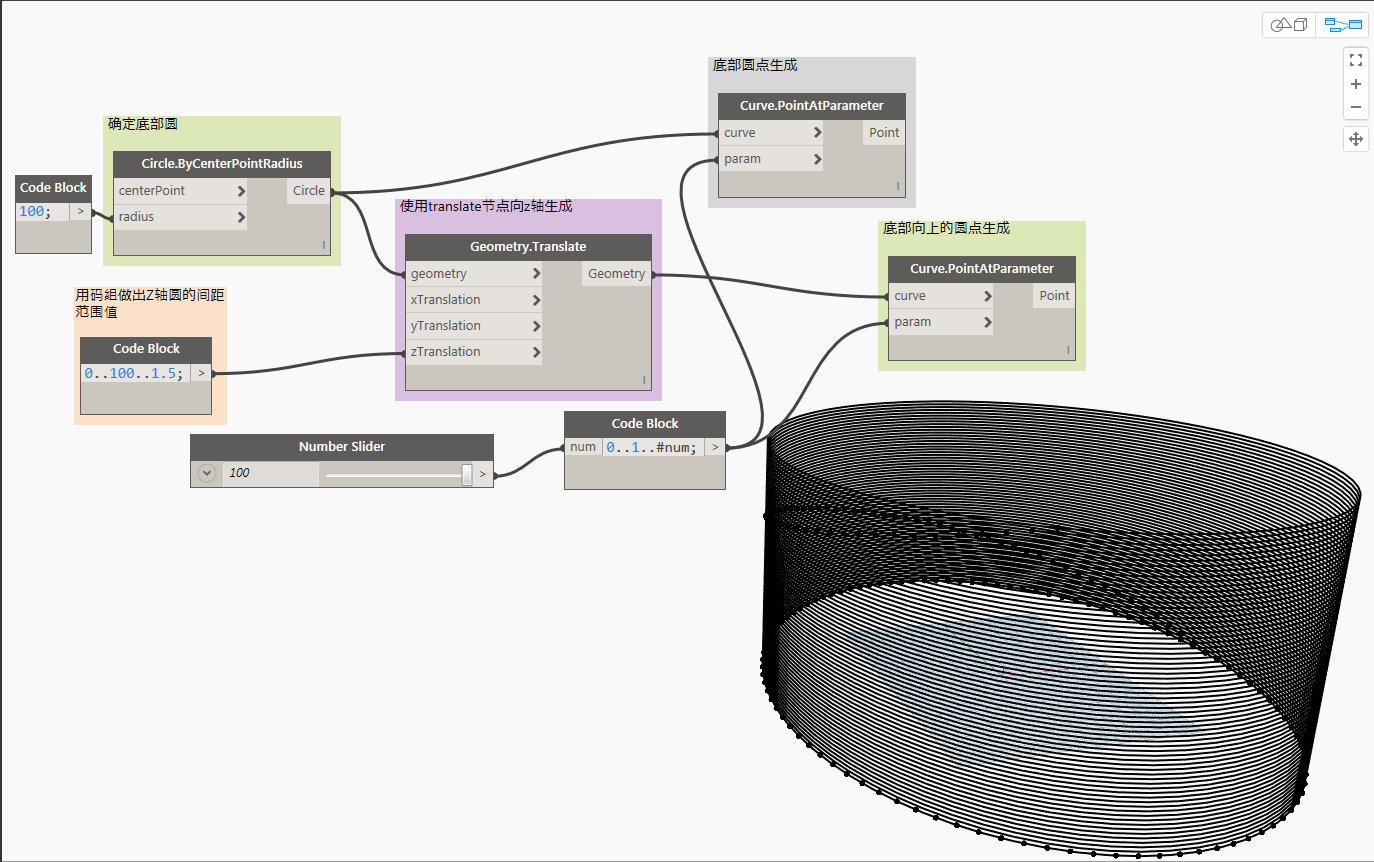 底部圆点生成
Curve.PointAtParameter
curve
>
Point
param
>
I
确定底部圆
Circle.ByCenterPointRadius
centerPoint
>
Circle
radius
>
I
Code Block
100;
>
使用translate节点向z轴生成
Geometry.Translate
geometry
>
Geometry
xTranslation
>
yTranslation
>
zTranslation
>
I
底部向上的圆点生成
Curve.PointAtParameter
curve
>
Point
param
>
I
用码组做出Z轴圆的间距
范围值
Code Block
0..100..1.5;
>
Code Block
num
0..1..#num;
>
Number Slider
100
>